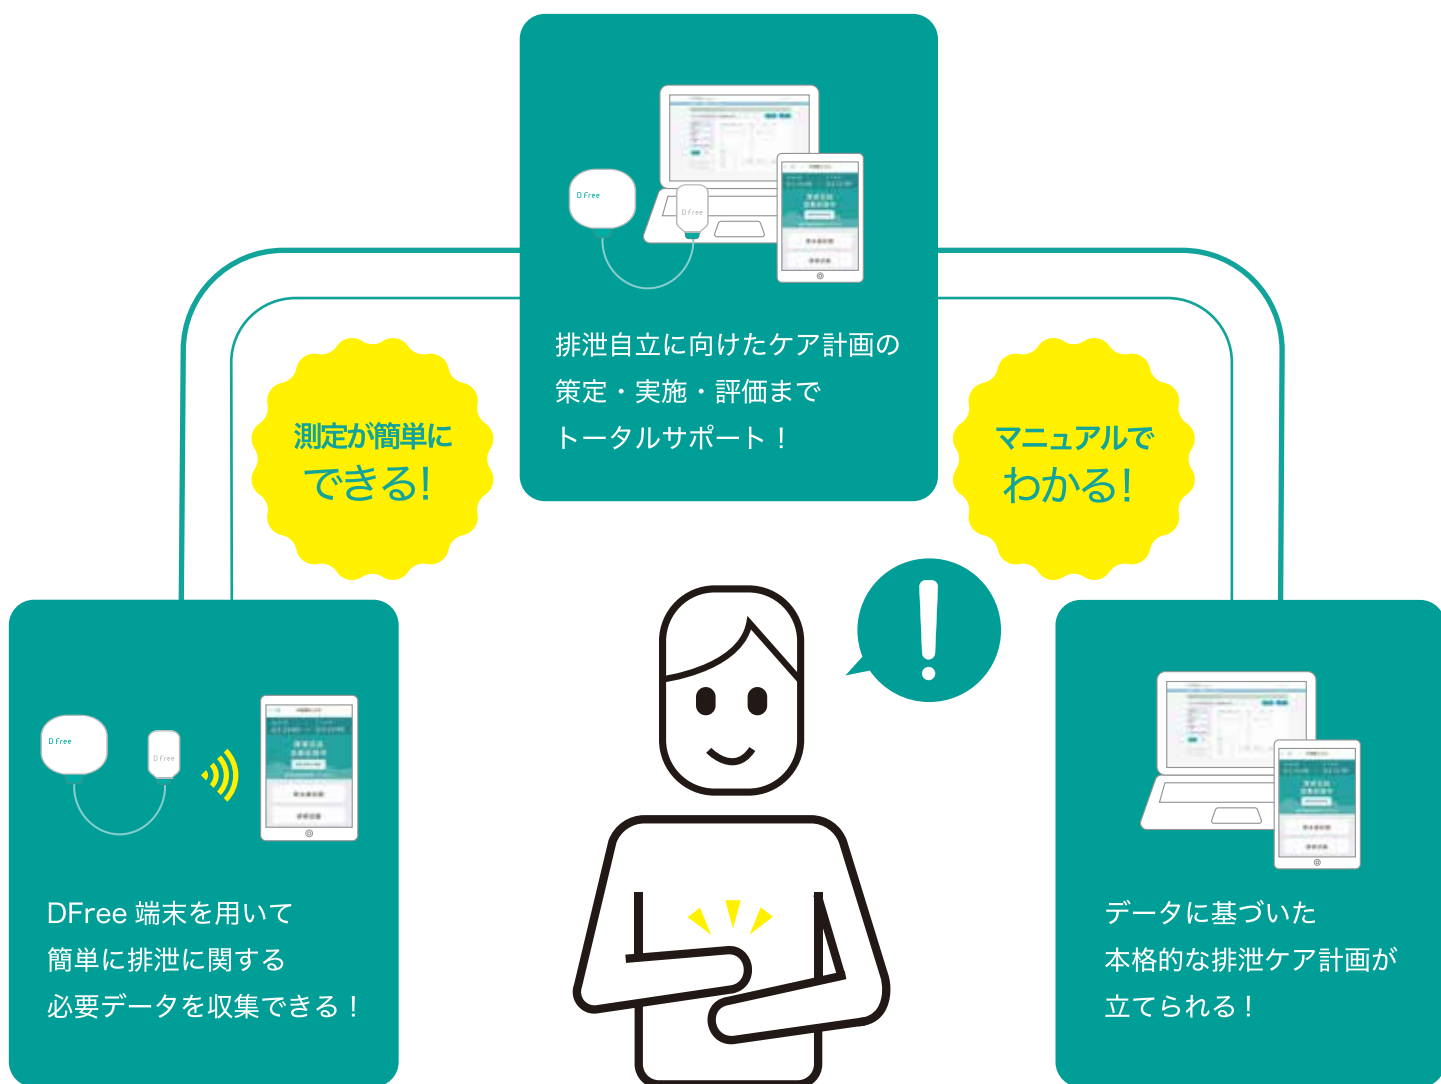 D Free
D Free
排泄自立に向けたケア計画の
策定・実施・評価まで
トータルサポート！
測定が簡単に
できる!
マニュアルで
わかる!
D Free
D Free
DFree 端末を用いて
簡単に排泄に関する
必要データを収集できる！
データに基づいた
本格的な排泄ケア計画が
立てられる！